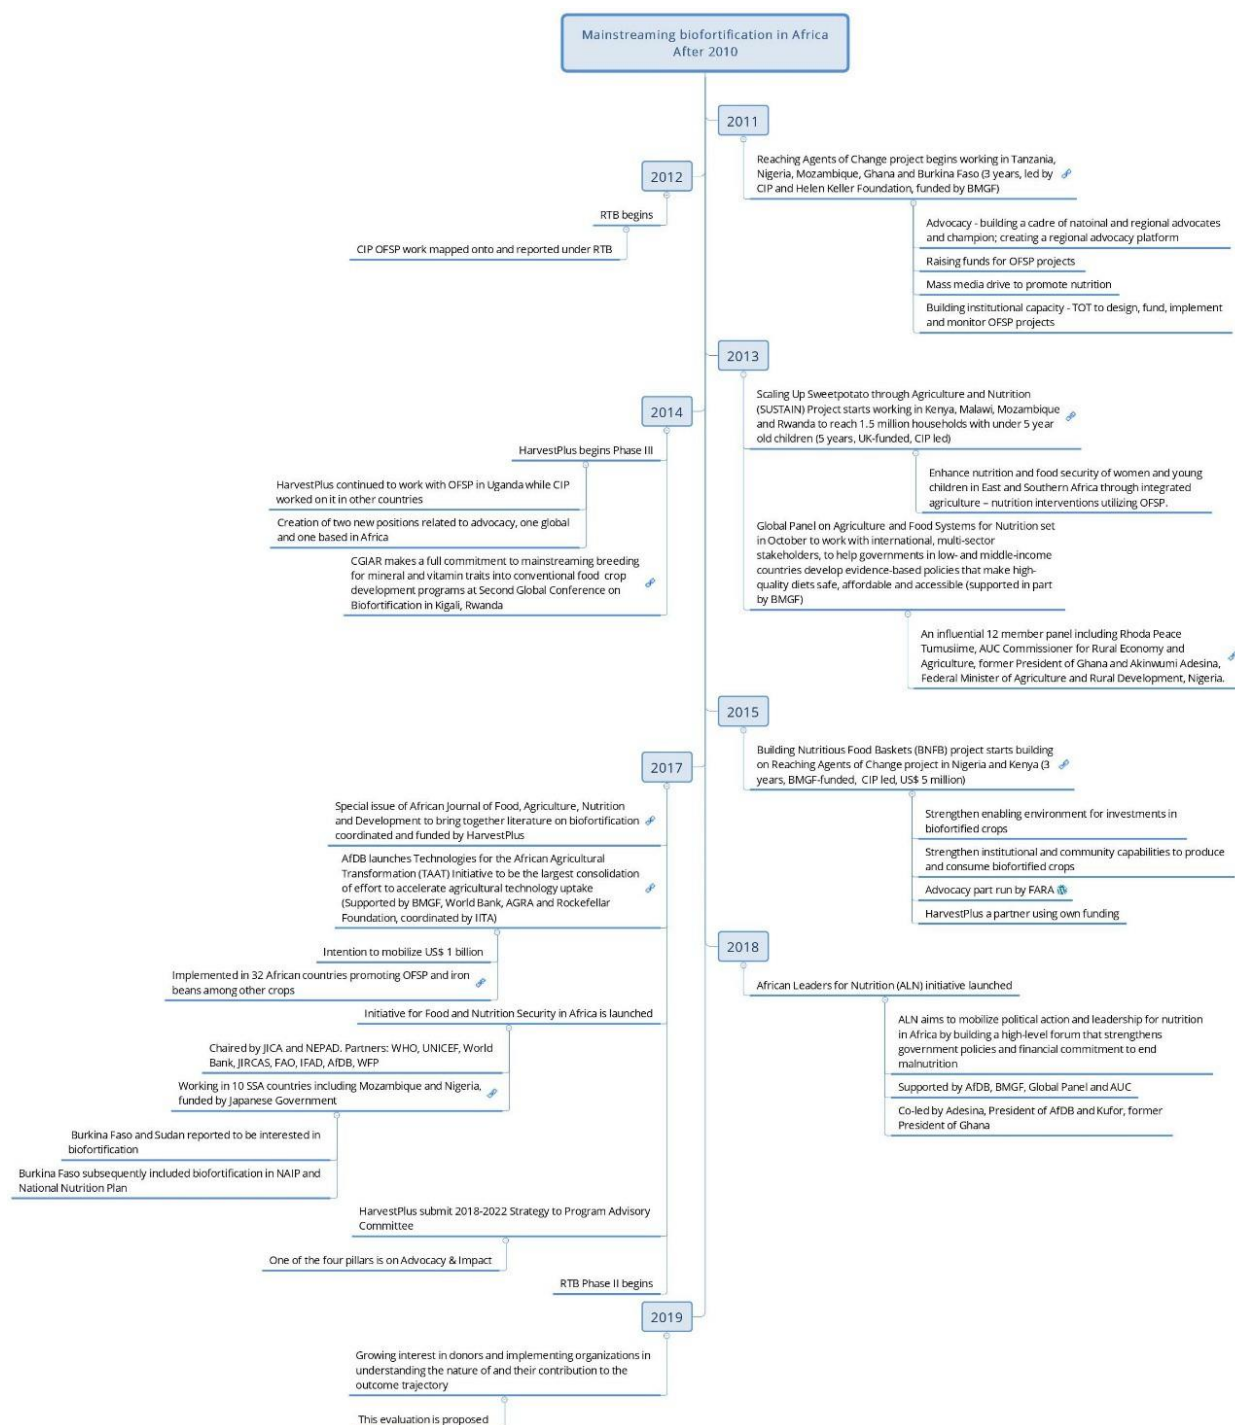 Mainstreaming biofortification in Africa
After 2010
2011
Reaching Agents of Change project begins working in Tanzania,
Nigeria, Mozambique, Ghana and Burkina Faso (3 years, led by
CIP and Helen Keller Foundation, funded by BMGF)
Advocacy - building a cadre of natoinal and regional advocates
and champion; creating a regional advocacy platform
Raising funds for OFSP projects
Mass media drive to promote nutrition
Building institutional capacity - TOT to design, fund, implement
and monitor OFSP projects
2012
RTB begins
CIP OFSP work mapped onto and reported under RTB
2013
Scaling Up Sweetpotato through Agriculture and Nutrition
(SUSTAIN) Project starts working in Kenya, Malawi, Mozambique
and Rwanda to reach 1.5 million households with under 5 year
old children (5 years, UK-funded, CIP led)
Enhance nutrition and food security of women and young
children in East and Southern Africa through integrated
agriculture – nutrition interventions utilizing OFSP.
Global Panel on Agriculture and Food Systems for Nutrition set
in October to work with international, multi-sector
stakeholders, to help governments in low- and middle-income
countries develop evidence-based policies that make high-
quality diets safe, affordable and accessible (supported in part
by BMGF)
An influential 12 member panel including Rhoda Peace
Tumusiime, AUC Commissioner for Rural Economy and
Agriculture, former President of Ghana and Akinwumi Adesina,
Federal Minister of Agriculture and Rural Development, Nigeria.
2014
HarvestPlus begins Phase III
HarvestPlus continued to work with OFSP in Uganda while CIP
worked on it in other countries
Creation of two new positions related to advocacy, one global
and one based in Africa
CGIAR makes a full commitment to mainstreaming breeding
for mineral and vitamin traits into conventional food crop
development programs at Second Global Conference on
Biofortification in Kigali, Rwanda
2015
Building Nutritious Food Baskets (BNFB) project starts building
on Reaching Agents of Change project in Nigeria and Kenya (3
years, BMGF-funded, CIP led, US$ 5 million)
Strengthen enabling environment for investments in
biofortified crops
Strengthen institutional and community capabilities to produce
and consume biofortified crops
Advocacy part run by FARA
HarvestPlus a partner using own funding
2017
Special issue of African Journal of Food, Agriculture, Nutrition
and Development to bring together literature on biofortification
coordinated and funded by HarvestPlus
AfDB launches Technologies for the African Agricultural
Transformation (TAAT) Initiative to be the largest consolidation
of effort to accelerate agricultural technology uptake
(Supported by BMGF, World Bank, AGRA and Rockefellar
Foundation, coordinated by IITA)
Intention to mobilize US$ 1 billion
Implemented in 32 African countries promoting OFSP and iron
beans among other crops
Initiative for Food and Nutrition Security in Africa is launched
Chaired by JICA and NEPAD. Partners: WHO, UNICEF, World
Bank, JIRCAS, FAO, IFAD, AfDB, WFP
Working in 10 SSA countries including Mozambique and Nigeria,
funded by Japanese Government
Burkina Faso and Sudan reported to be interested in
biofortification
Burkina Faso subsequently included biofortification in NAIP and
National Nutrition Plan
HarvestPlus submit 2018-2022 Strategy to Program Advisory
Committee
One of the four pillars is on Advocacy & Impact
RTB Phase II begins
2018
African Leaders for Nutrition (ALN) initiative launched
ALN aims to mobilize political action and leadership for nutrition
in Africa by building a high-level forum that strengthens
government policies and financial commitment to end
malnutrition
Supported by AfDB, BMGF, Global Panel and AUC
Co-led by Adesina, President of AfDB and Kufor, former
President of Ghana
2019
Growing interest in donors and implementing organizations in
understanding the nature of and their contribution to the
outcome trajectory
This evaluation is proposed